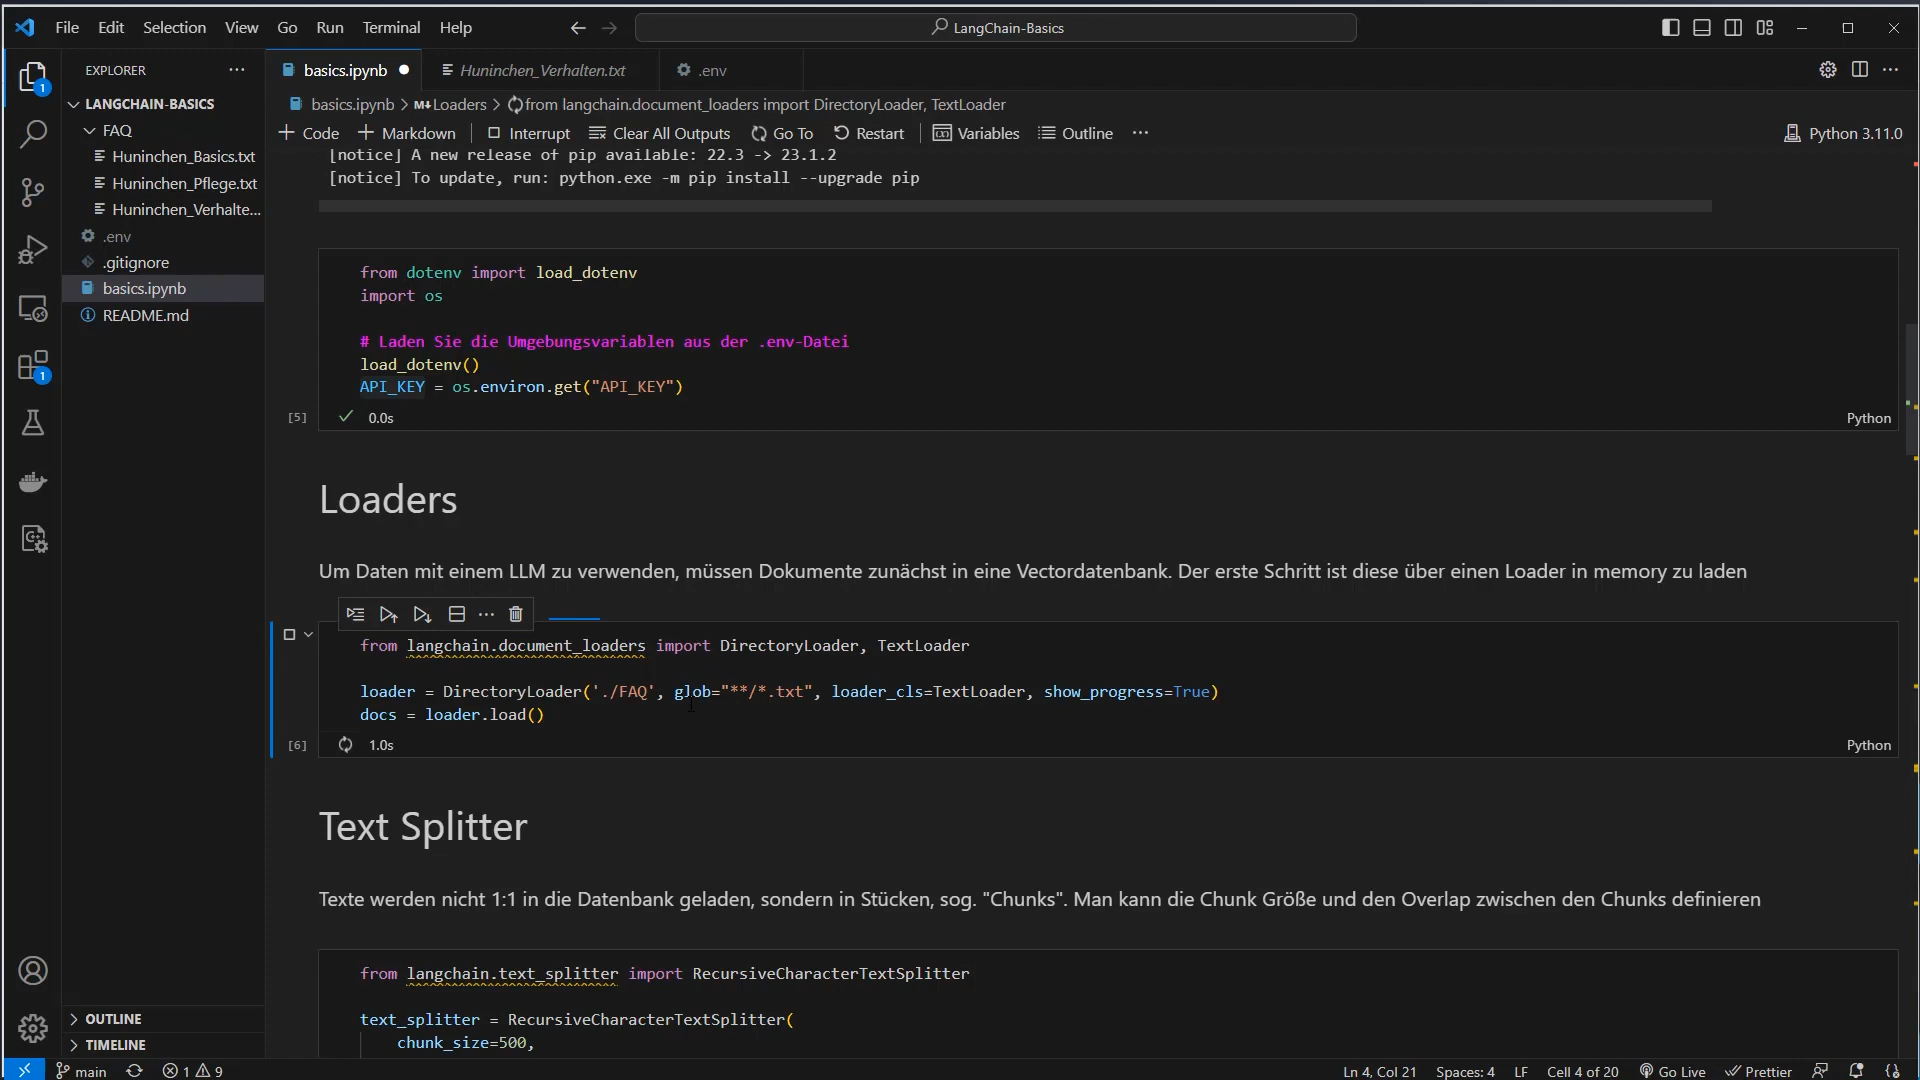 File Edit Selection View Go Run Terminal Help
LangChain-Basics
EXPLORER
basics.ipynb
Huninchen_Verhalten.txt
.env
LANGCHAIN-BASICS
FAQ
Huninchen_Basics.txt
Huninchen_Pflege.txt
Huninchen_Verhalte...
.env
.gitignore
basics.ipynb
README.md
OUTLINE
TIMELINE
1
1
basics.ipynb > M↓Loaders > from langchain.document_loaders import DirectoryLoader, TextLoader
+ Code + Markdown Interrupt Clear All Outputs Go To Restart Variables Outline ...
Python 3.11.0
[notice] A new release of pip available: 22.3 -> 23.1.2
[notice] To update, run: python.exe -m pip install --upgrade pip
from dotenv import load_dotenv
import os
# Laden Sie die Umgebungsvariablen aus der .env-Datei
load_dotenv()
API_KEY = os.environ.get("API_KEY")
[5] 0.0s
Python
Loaders
Um Daten mit einem LLM zu verwenden, müssen Dokumente zunächst in eine Vectordatenbank. Der erste Schritt ist diese über einen Loader in memory zu laden
from langchain.document_loaders import DirectoryLoader, TextLoader
loader = DirectoryLoader('./FAQ', glob="**/*.txt", loader_cls=TextLoader, show_progress=True)
docs = loader.load()
[6] 1.0s
Python
Text Splitter
Texte werden nicht 1:1 in die Datenbank geladen, sondern in Stücken, sog. "Chunks". Man kann die Chunk Größe und den Overlap zwischen den Chunks definieren
from langchain.text_splitter import RecursiveCharacterTextSplitter
text_splitter = RecursiveCharacterTextSplitter(
chunk_size=500,
main 1 9
Ln 4, Col 21 Spaces: 4 LF Cell 4 of 20 Go Live Prettier